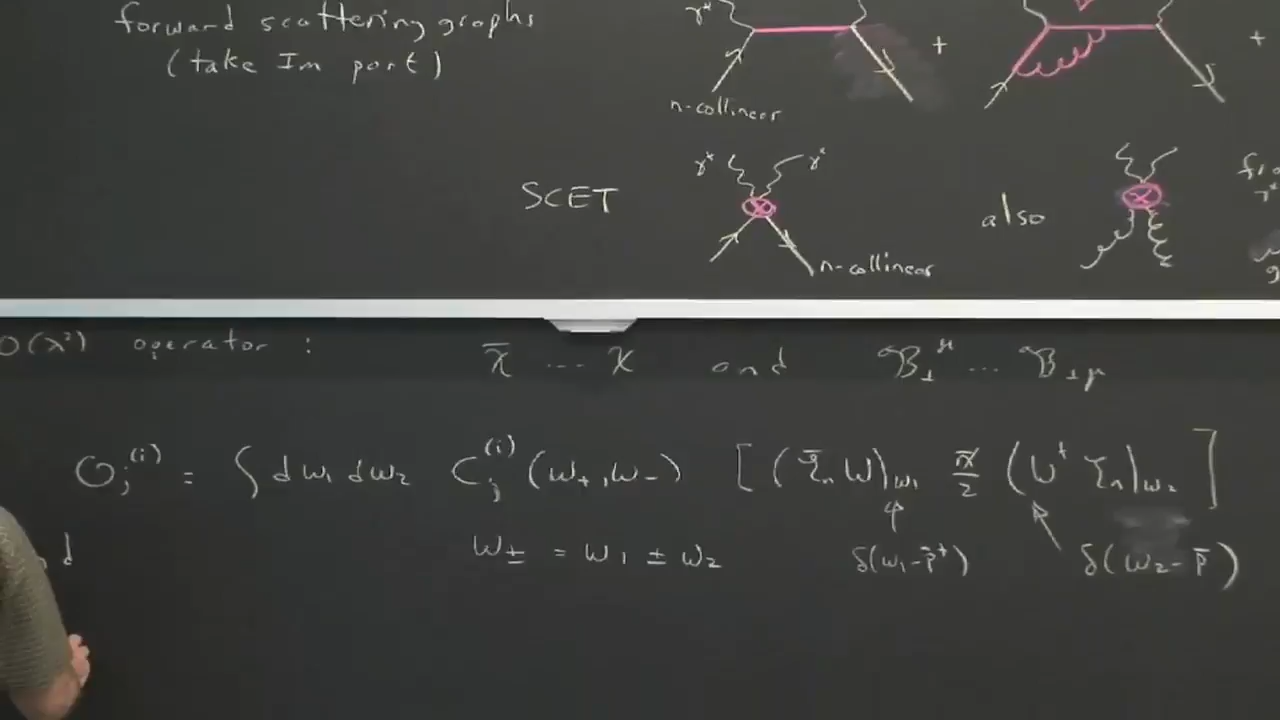 forward scattering graphs
(take Im part)
γ* + +
n-collinear
SCET γ* γ* also
n-collinear
O(λ²) operator : χ̄ ... χ and 𝓑⊥^μ ... 𝓑⊥μ
O_j^(i) = ∫ dω₁ dω₂ C_j^(i) (ω₊, ω₋) [ (ξ̄ₙ W)_ω₁ n̸̄/2 (W† ξₙ)_ω₂ ]
ω± = ω₁ ± ω₂ δ(ω₁ - P̄†) δ(ω₂ - P̄)